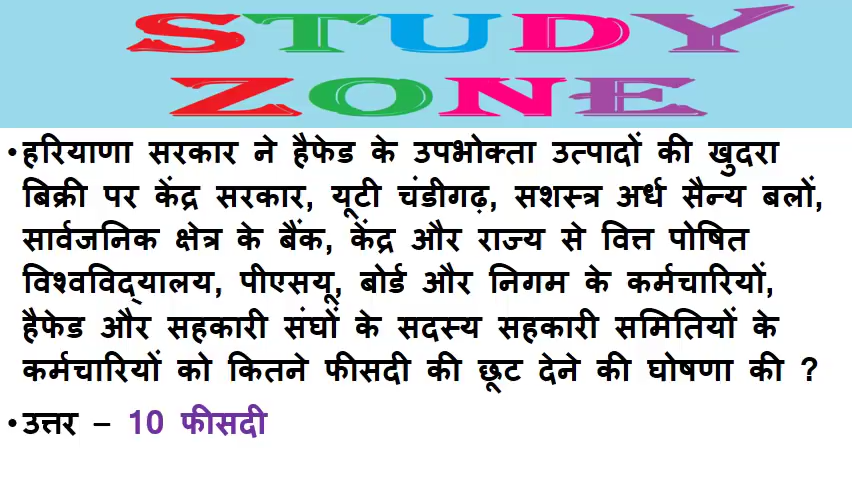 STUDY
ZONE
•हरियाणा सरकार ने हैफेड के उपभोक्ता उत्पादों की खुदरा
बिक्री पर केंद्र सरकार, यूटी चंडीगढ़, सशस्त्र अर्ध सैन्य बलों,
सार्वजनिक क्षेत्र के बैंक, केंद्र और राज्य से वित्त पोषित
विश्वविद्यालय, पीएसयू, बोर्ड और निगम के कर्मचारियों,
हैफेड और सहकारी संघों के सदस्य सहकारी समितियों के
कर्मचारियों को कितने फीसदी की छूट देने की घोषणा की ?
•उत्तर – 10 फीसदी